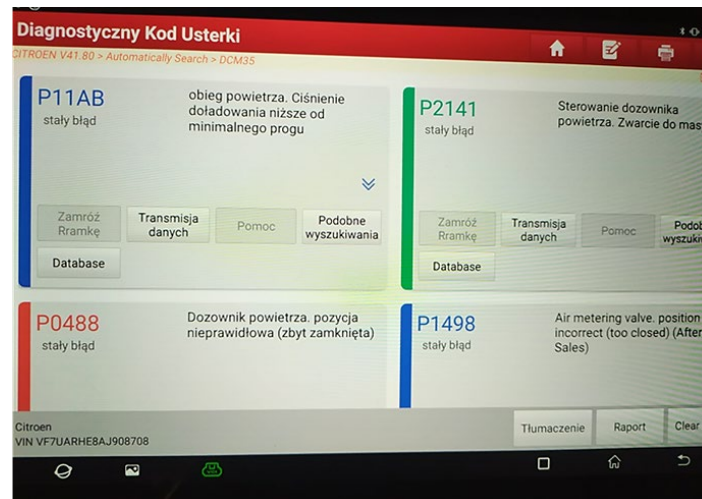 Diagnostyczny Kod Usterki
CITROEN V41.80 > Automatically Search > DCM35
P11AB
stały błąd
obieg powietrza. Ciśnienie
doładowania niższe od
minimalnego progu
Zamróź
Rramkę
Transmisja
danych
Pomoc
Podobne
wyszukiwania
Database
P2141
stały błąd
Sterowanie dozownika
powietrza. Zwarcie do mas
Zamróź
Rramkę
Transmisja
danych
Pomoc
Podob
wyszukiw
Database
P0488
stały błąd
Dozownik powietrza. pozycja
nieprawidłowa (zbyt zamknięta)
P1498
stały błąd
Air metering valve. position
incorrect (too closed) (After
Sales)
Citroen
VIN VF7UARHE8AJ908708
Tłumaczenie
Raport
Clear